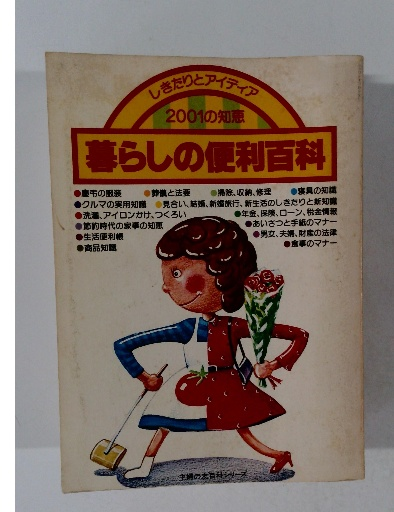 しきたりとアイディア
2001の知恵
暮らしの便利百科
●慶弔の服装 ●葬儀と法要 ●掃除、収納、修理 ●寝具の知識
●クルマの実用知識 ●見合い、結婚、新婚旅行、新生活のしきたりと新知識
●洗濯、アイロンかけ、つくろい ●年金、保険、ローン、税金情報
●節約時代の家事の知恵 ●あいさつと手紙のマナー
●生活便利帳 ●男女、夫婦、財産の法律
●商品知識 ●食事のマナー
主婦の友百科シリーズ